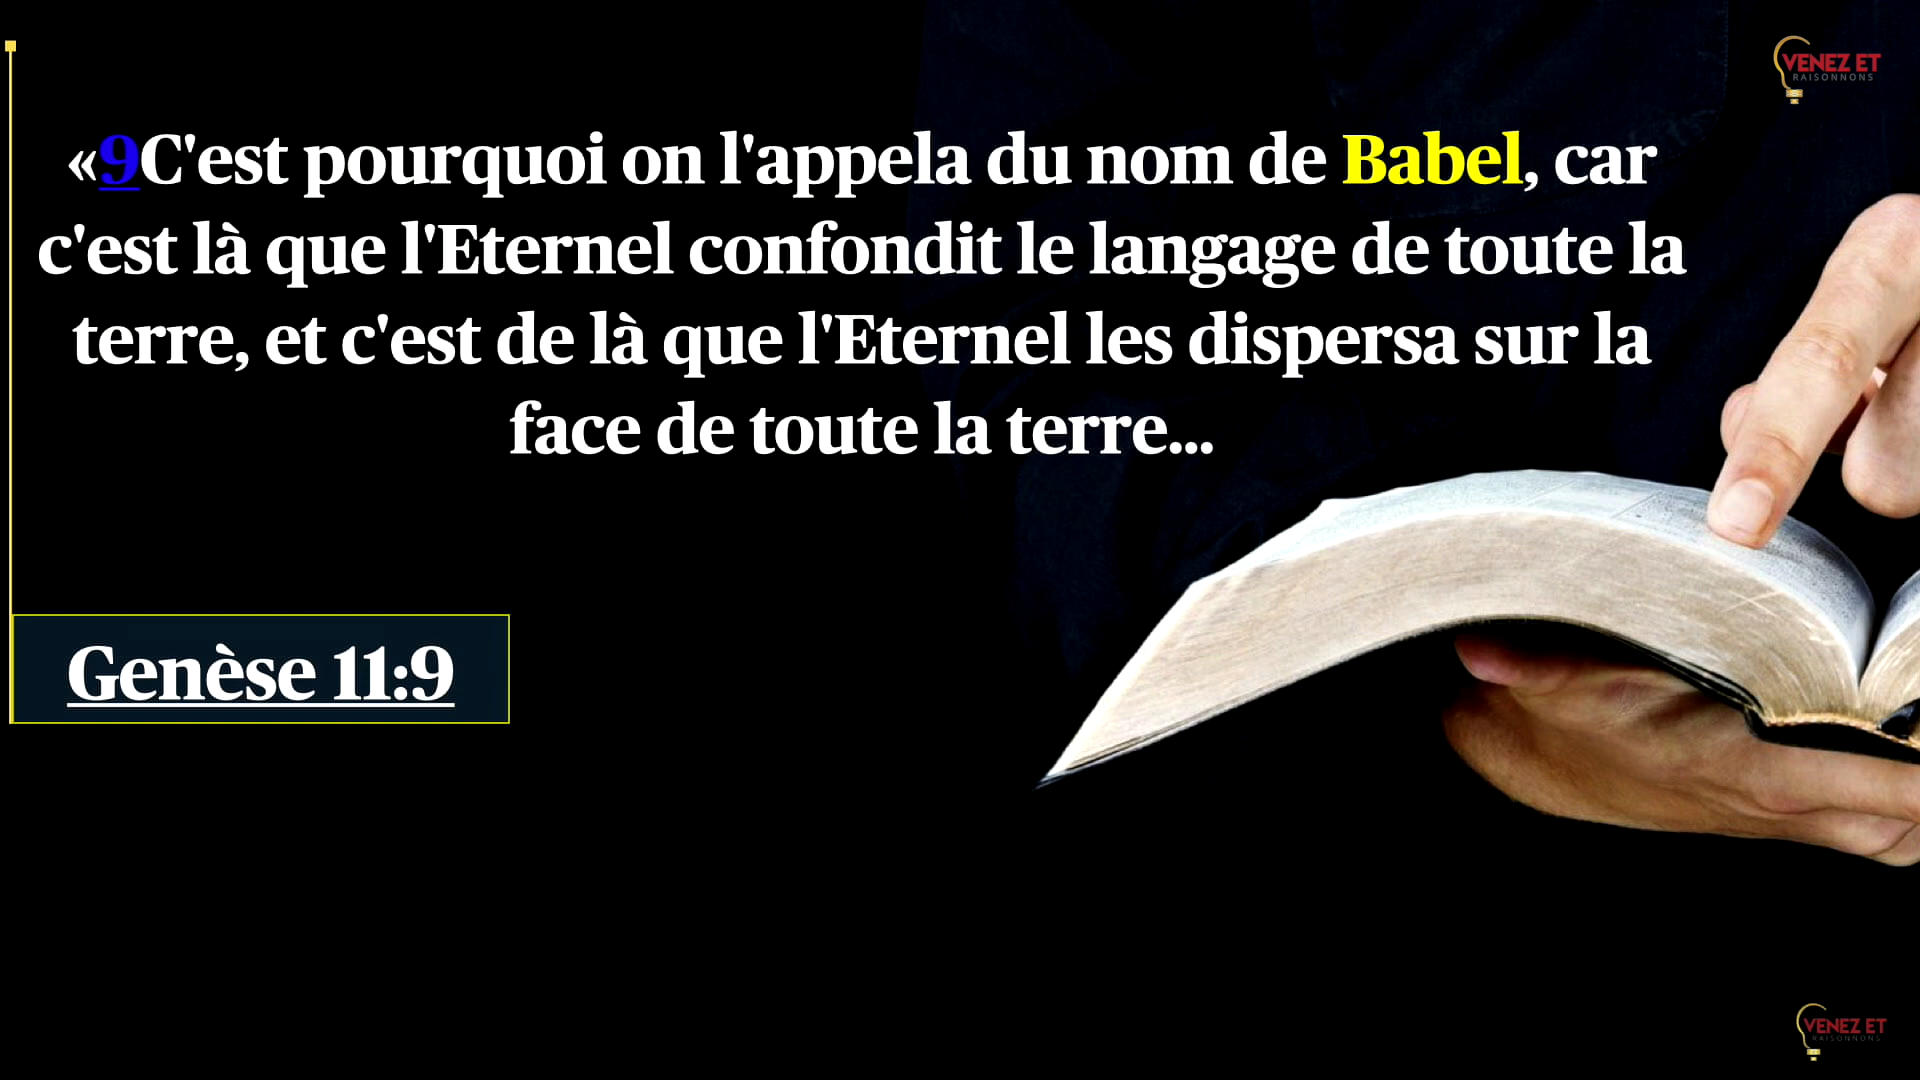 VENEZ ET
RAISONNONS
«9C'est pourquoi on l'appela du nom de Babel, car
c'est là que l'Eternel confondit le langage de toute la
terre, et c'est de là que l'Eternel les dispersa sur la
face de toute la terre...
Genèse 11:9
VENEZ ET
RAISONNONS